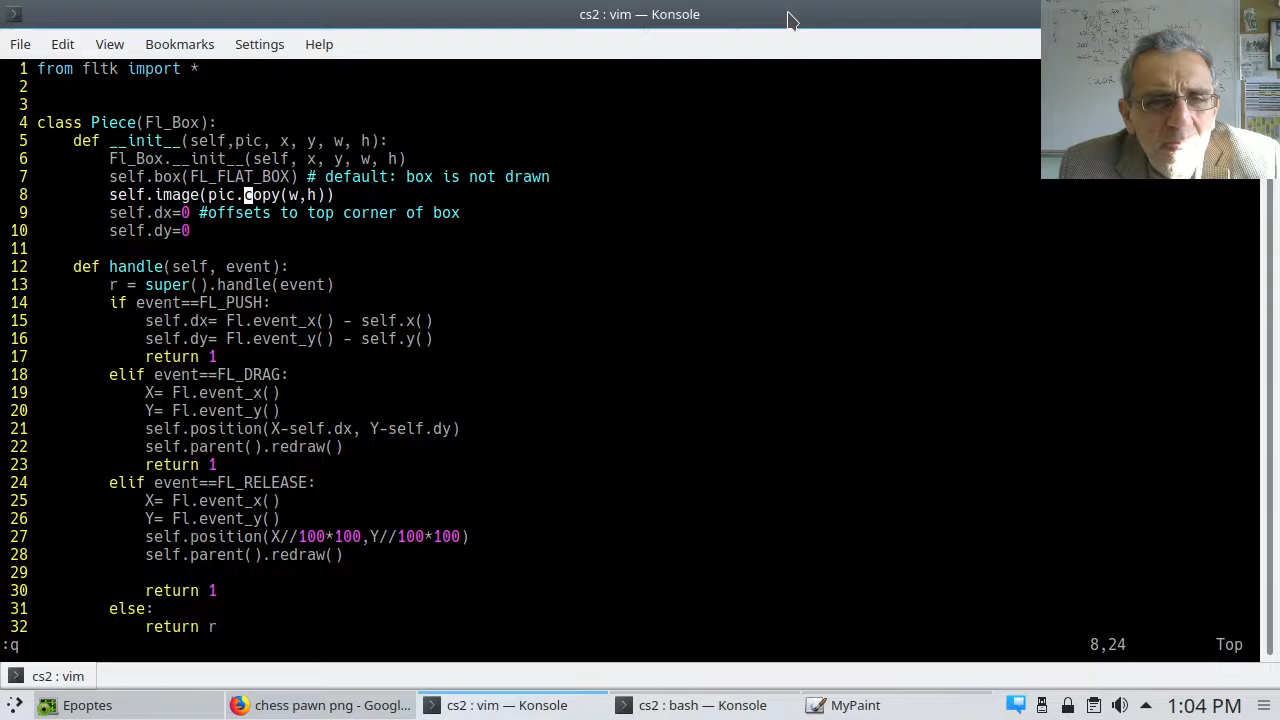 cs2 : vim — Konsole
File Edit View Bookmarks Settings Help
1 from fltk import *
2
3
4 class Piece(Fl_Box):
5     def __init__(self,pic, x, y, w, h):
6         Fl_Box.__init__(self, x, y, w, h)
7         self.box(FL_FLAT_BOX) # default: box is not drawn
8         self.image(pic.copy(w,h))
9         self.dx=0 #offsets to top corner of box
10         self.dy=0
11
12     def handle(self, event):
13         r = super().handle(event)
14         if event==FL_PUSH:
15             self.dx= Fl.event_x() - self.x()
16             self.dy= Fl.event_y() - self.y()
17             return 1
18         elif event==FL_DRAG:
19             X= Fl.event_x()
20             Y= Fl.event_y()
21             self.position(X-self.dx, Y-self.dy)
22             self.parent().redraw()
23             return 1
24         elif event==FL_RELEASE:
25             X= Fl.event_x()
26             Y= Fl.event_y()
27             self.position(X//100*100,Y//100*100)
28             self.parent().redraw()
29
30             return 1
31         else:
32             return r
:q 8,24 Top
cs2 : vim
Epoptes chess pawn png - Googl... cs2 : vim — Konsole cs2 : bash — Konsole MyPaint 1:04 PM
COLOR